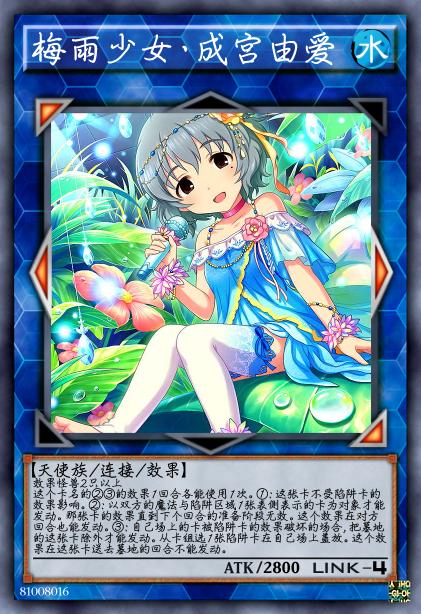 梅雨少女·成宫由爱
水
【天使族/连接/效果】
效果怪兽2只以上
这个卡名的②③的效果1回合各能使用1次。①:这张卡不受陷阱卡的
效果影响。②:以双方的魔法与陷阱区域1张表侧表示的卡为对象才能
发动。那张卡的效果直到下个回合的准备阶段无效。这个效果在对方
回合也能发动。③:自己场上的卡被陷阱卡的效果破坏的场合,把墓地
的这张卡除外才能发动。从卡组选1张陷阱卡在自己场上盖放。这个效
果在这张卡送去墓地的回合不能发动。
ATK/2800 LINK-4
81008016